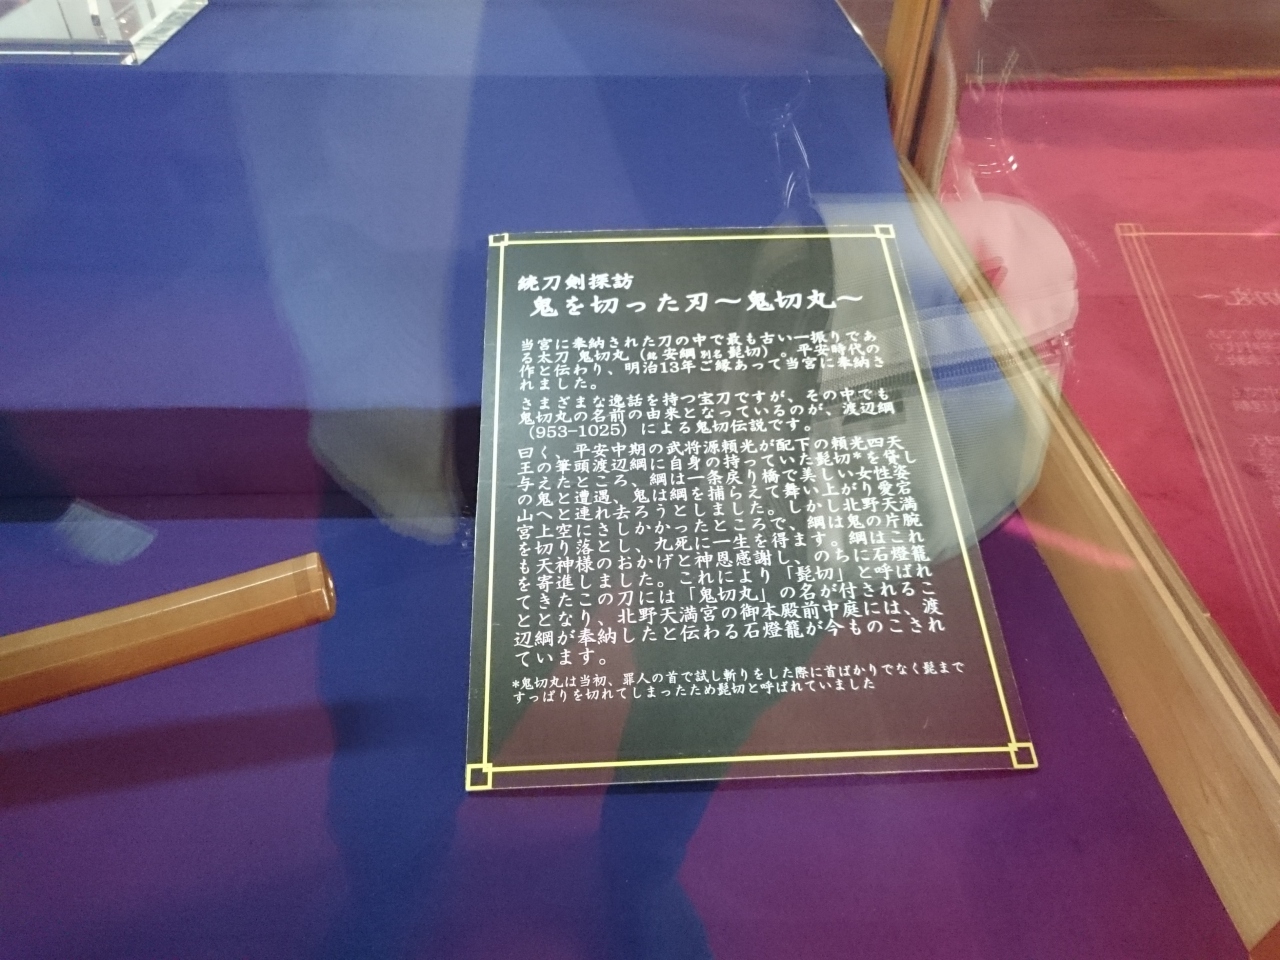 続刀剣探訪
鬼を切った刃～鬼切丸～
当宮に奉納された刀の中で最も古い一振りであ
る太刀 鬼切丸（銘 安綱 別名 髭切）。平安時代の
作と伝わり、明治13年ご縁あって当宮に奉納さ
れました。
さまざまな逸話を持つ宝刀ですが、その中でも
鬼切丸の名前の由来となっているのが、渡辺綱
（953−1025）による鬼切伝説です。
曰く、平安中期の武将源頼光が配下の頼光四天
王の筆頭渡辺綱に自身の持っていた髭切*を貸し
与えたところ、綱は一条戻り橋で美しい女性姿
の鬼と遭遇、鬼は綱を捕らえて舞い上がり愛宕
山へと連れ去ろうとしました。しかし北野天満
宮上空にさしかかったところで、綱は鬼の片腕
を切り落とし、九死に一生を得ます。綱はこれ
も天神様のおかげと神恩感謝し、のちに石燈籠
を寄進しました。これにより「髭切」と呼ばれ
てきたこの刀には「鬼切丸」の名が付されるこ
ととなり、北野天満宮の御本殿前中庭には、渡
辺綱が奉納したと伝わる石燈籠が今ものこされ
ています。
*鬼切丸は当初、罪人の首で試し斬りをした際に首ばかりでなく髭まで
すっぱりを切れてしまったため髭切と呼ばれていました